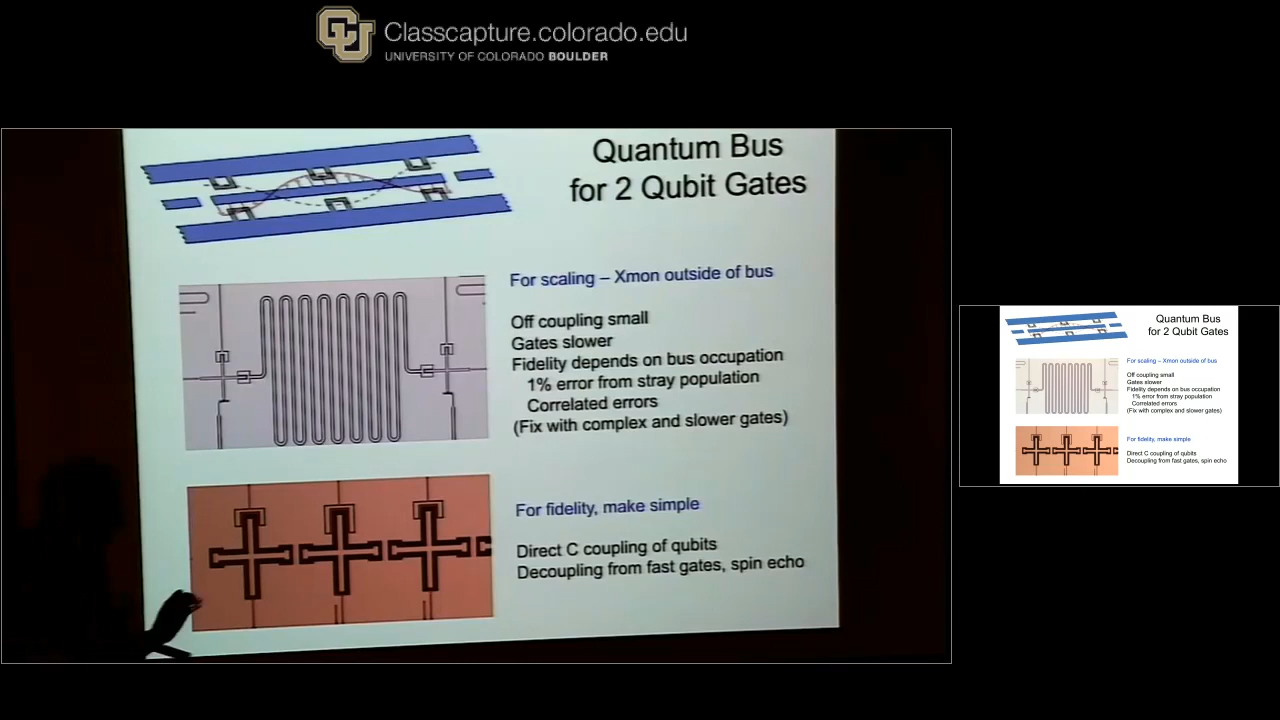 Classcapture.colorado.edu
UNIVERSITY OF COLORADO BOULDER
Quantum Bus
for 2 Qubit Gates
For scaling – Xmon outside of bus
Off coupling small
Gates slower
Fidelity depends on bus occupation
1% error from stray population
Correlated errors
(Fix with complex and slower gates)
For fidelity, make simple
Direct C coupling of qubits
Decoupling from fast gates, spin echo
Quantum Bus
for 2 Qubit Gates
For scaling – Xmon outside of bus
Off coupling small
Gates slower
Fidelity depends on bus occupation
1% error from stray population
Correlated errors
(Fix with complex and slower gates)
For fidelity, make simple
Direct C coupling of qubits
Decoupling from fast gates, spin echo